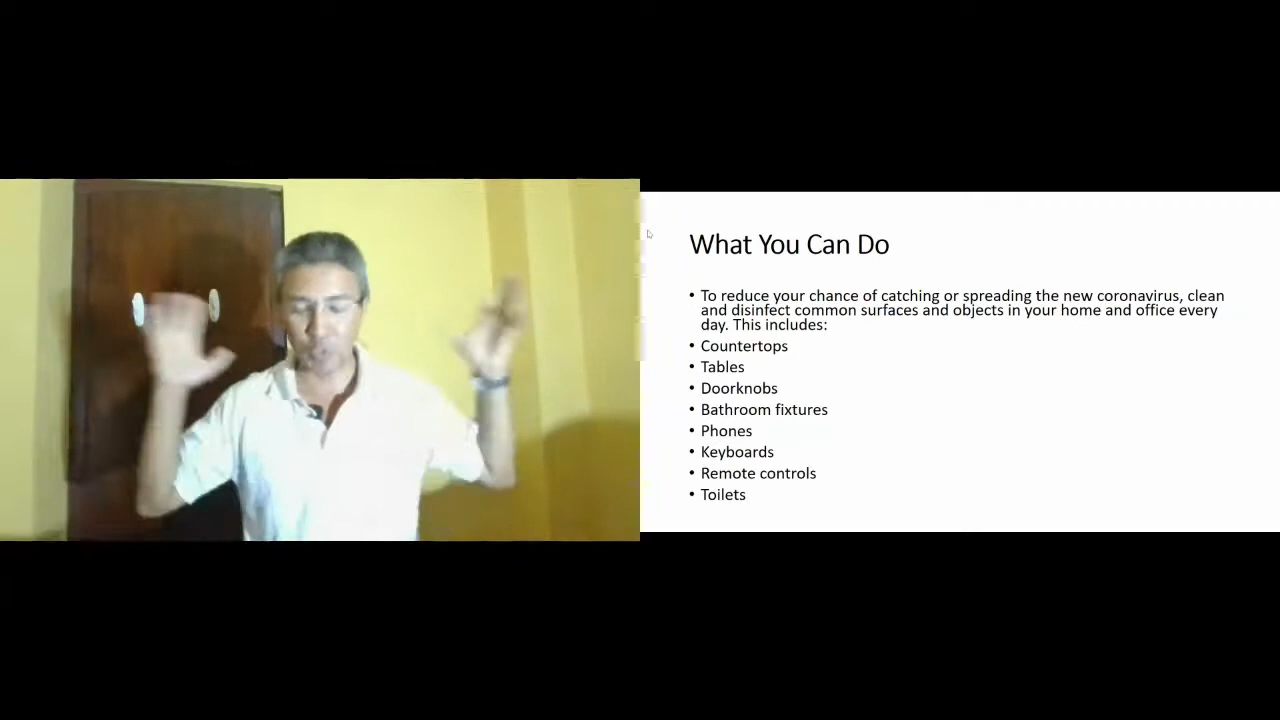 What You Can Do
• To reduce your chance of catching or spreading the new coronavirus, clean
and disinfect common surfaces and objects in your home and office every
day. This includes:
• Countertops
• Tables
• Doorknobs
• Bathroom fixtures
• Phones
• Keyboards
• Remote controls
• Toilets